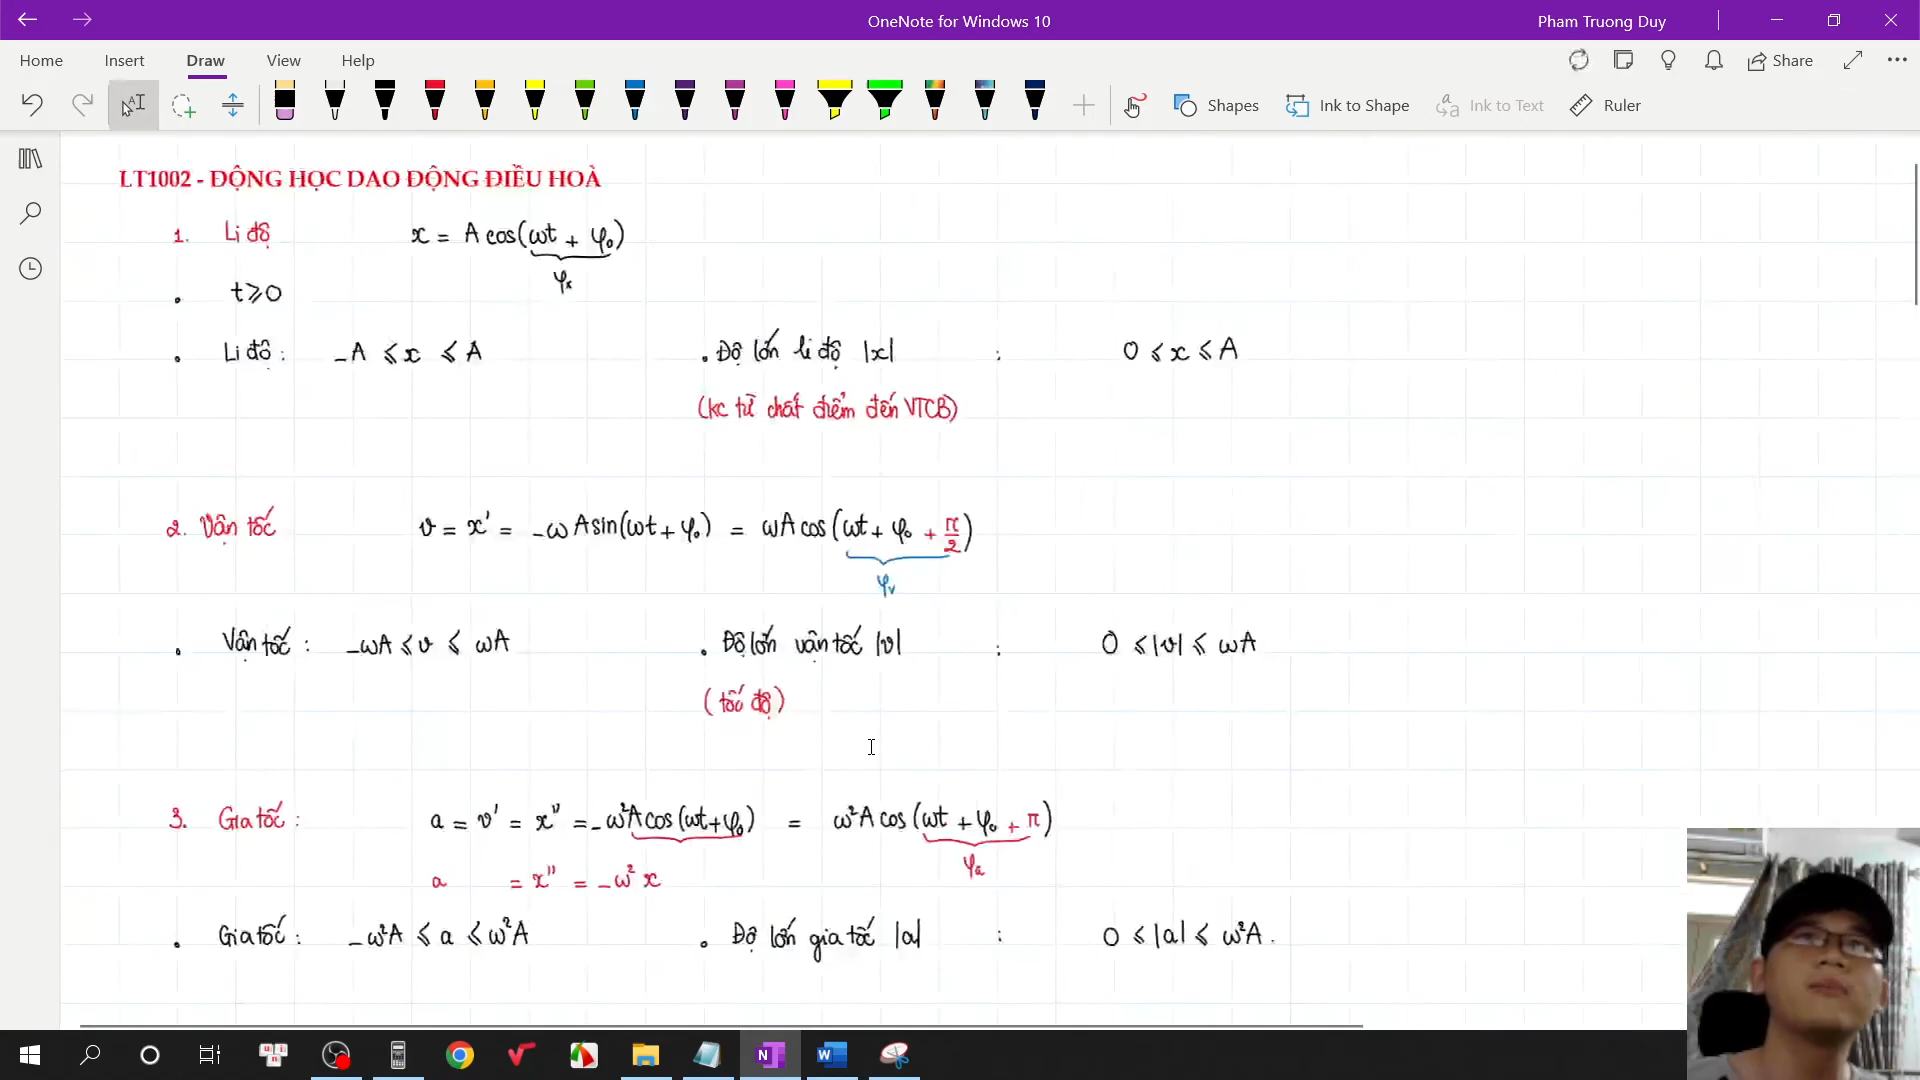 OneNote for Windows 10
Pham Truong Duy
Home Insert Draw View Help
Share
Shapes Ink to Shape Ink to Text Ruler
LT1002 - ĐỘNG HỌC DAO ĐỘNG ĐIỀU HOÀ
1. Li độ x = A cos(ωt + φ₀)
φₓ
• t ⩾ 0
• Li độ: -A ⩽ x ⩽ A • Độ lớn li độ |x| : 0 ⩽ x ⩽ A
(kc từ chất điểm đến VTCB)
2. Vận tốc v = x' = -ωAsin(ωt + φ₀) = ωA cos(ωt + φ₀ + π/2)
φᵥ
• Vận tốc: -ωA ⩽ v ⩽ ωA • Độ lớn vận tốc |v| : 0 ⩽ |v| ⩽ ωA
(tốc độ)
3. Gia tốc: a = v' = x'' = -ω²Acos(ωt + φ₀) = ω²A cos(ωt + φ₀ + π)
φₐ
a = x'' = -ω²x
• Gia tốc: -ω²A ⩽ a ⩽ ω²A • Độ lớn gia tốc |a| : 0 ⩽ |a| ⩽ ω²A.